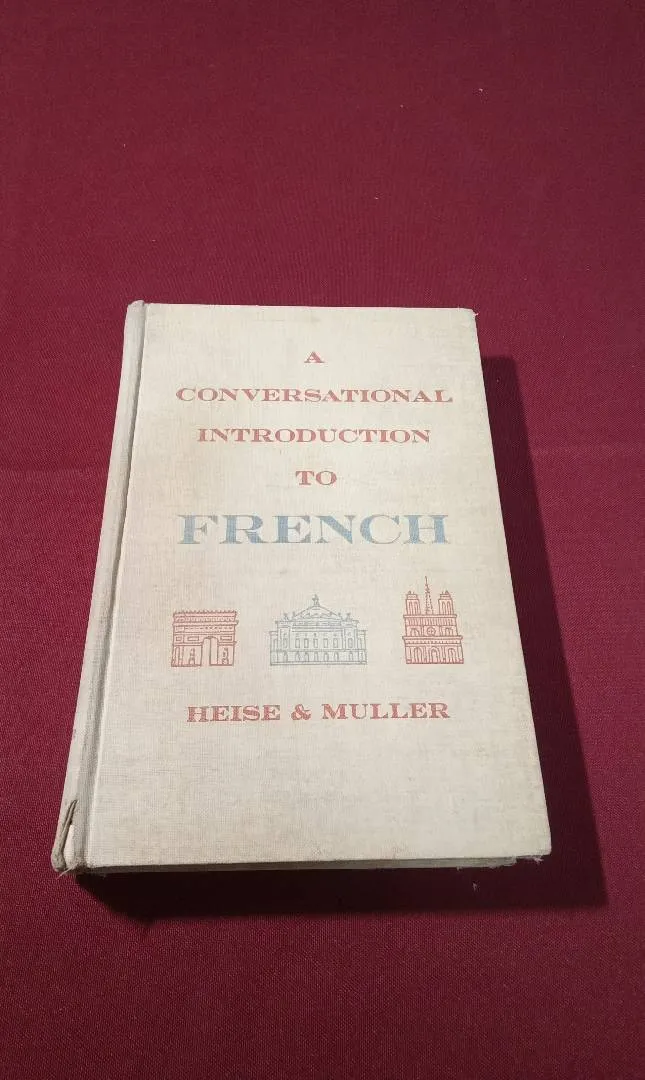 A
CONVERSATIONAL
INTRODUCTION
TO
FRENCH
HEISE & MULLER